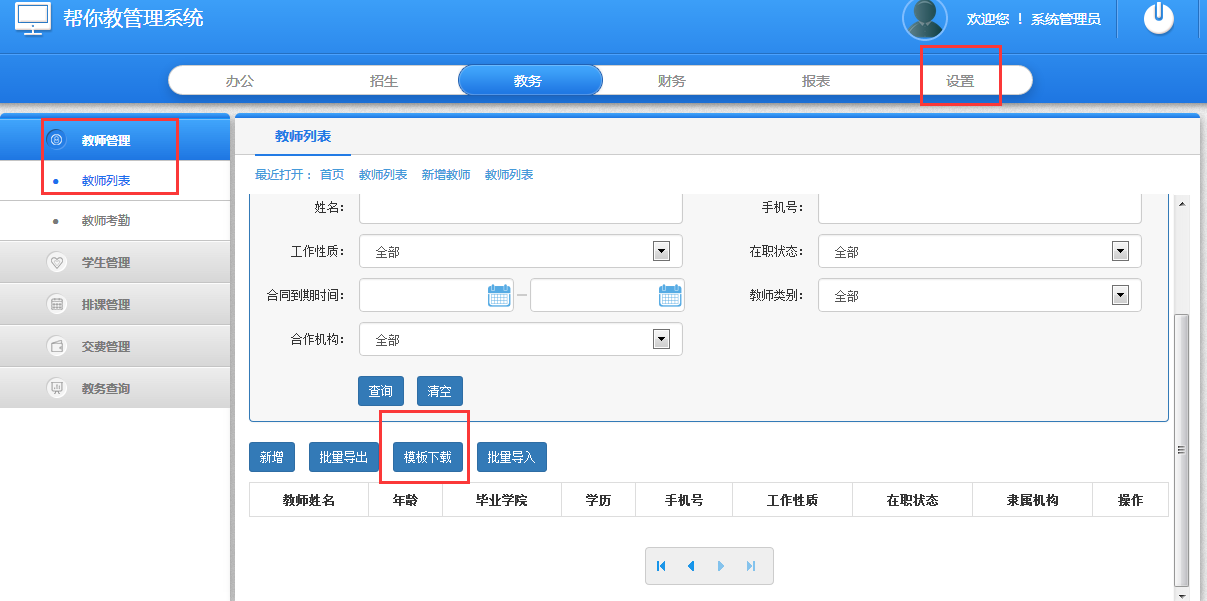 帮你教管理系统
欢迎您 ！ 系统管理员
办公 招生 教务 财务 报表 设置
教师管理
教师列表
教师考勤
学生管理
排课管理
交费管理
教务查询
教师列表
最近打开： 首页 教师列表 新增教师 教师列表
姓名： 手机号：
工作性质： 全部 在职状态： 全部
合同到期时间： — 教师类别： 全部
合作机构： 全部
查询 清空
新增 批量导出 模板下载 批量导入
教师姓名 年龄 毕业学院 学历 手机号 工作性质 在职状态 隶属机构 操作